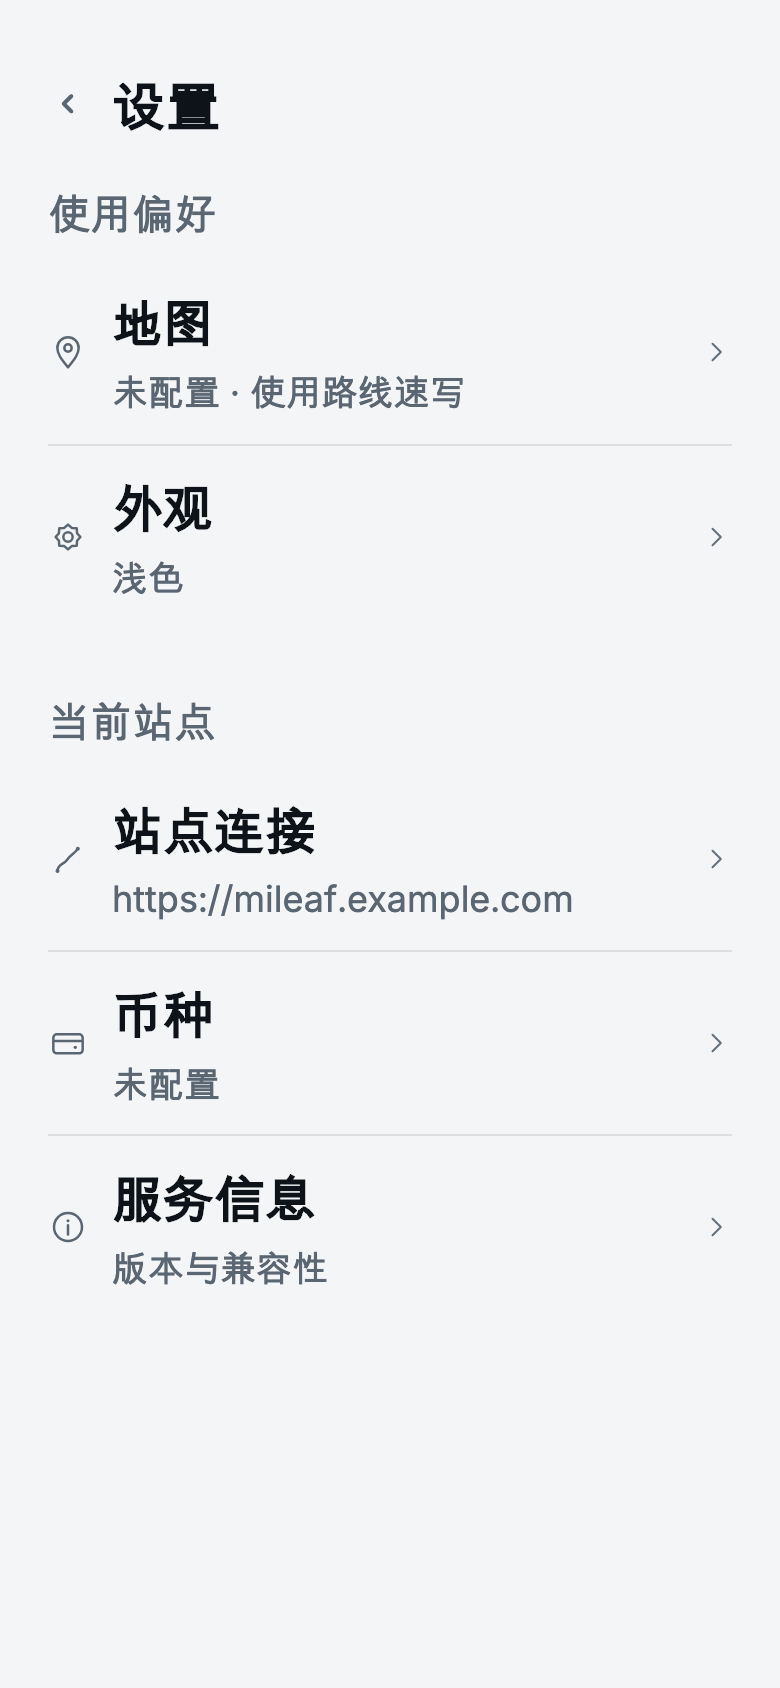 设置
使用偏好
地图
未配置 · 使用路线速写
外观
浅色
当前站点
站点连接
https://mileaf.example.com
币种
未配置
服务信息
版本与兼容性